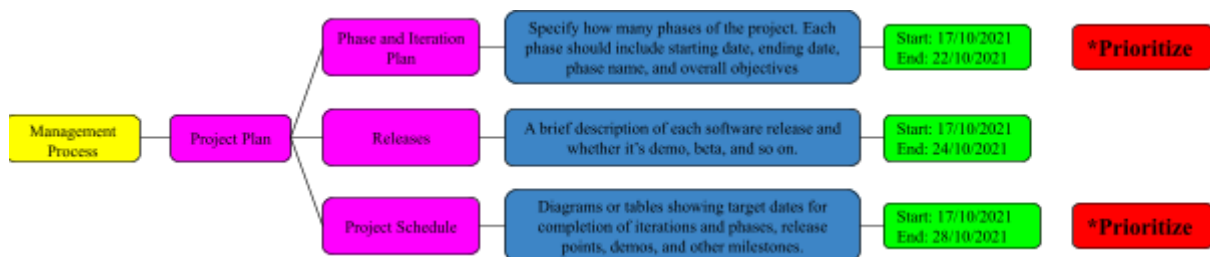 Management
Process
Project Plan
Phase and Iteration
Plan
Specify how many phases of the project. Each
phase should include starting date, ending date,
phase name, and overall objectives
Start: 17/10/2021
End: 22/10/2021
*Prioritize
Releases
A brief description of each software release and
whether it's demo, beta, and so on.
Start: 17/10/2021
End: 24/10/2021
Project Schedule
Diagrams or tables showing target dates for
completion of iterations and phases, release
points, demos, and other milestones.
Start: 17/10/2021
End: 28/10/2021
*Prioritize